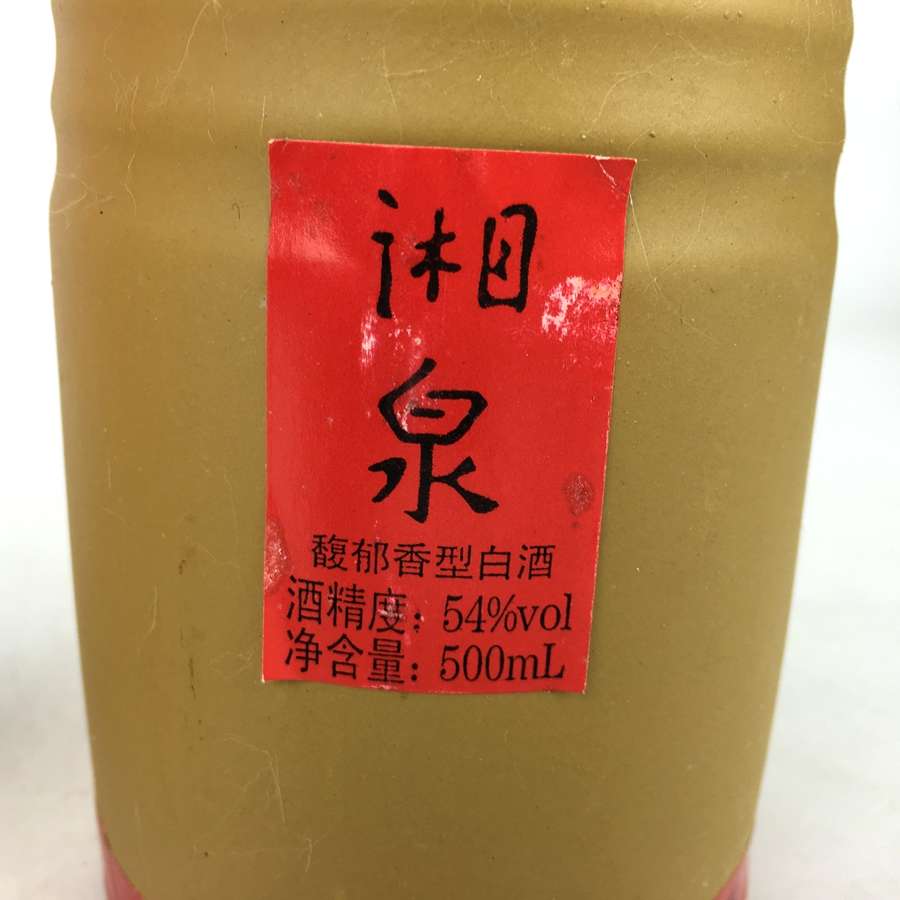 湘
泉
馥郁香型白酒
酒精度：54%vol
净含量：500mL